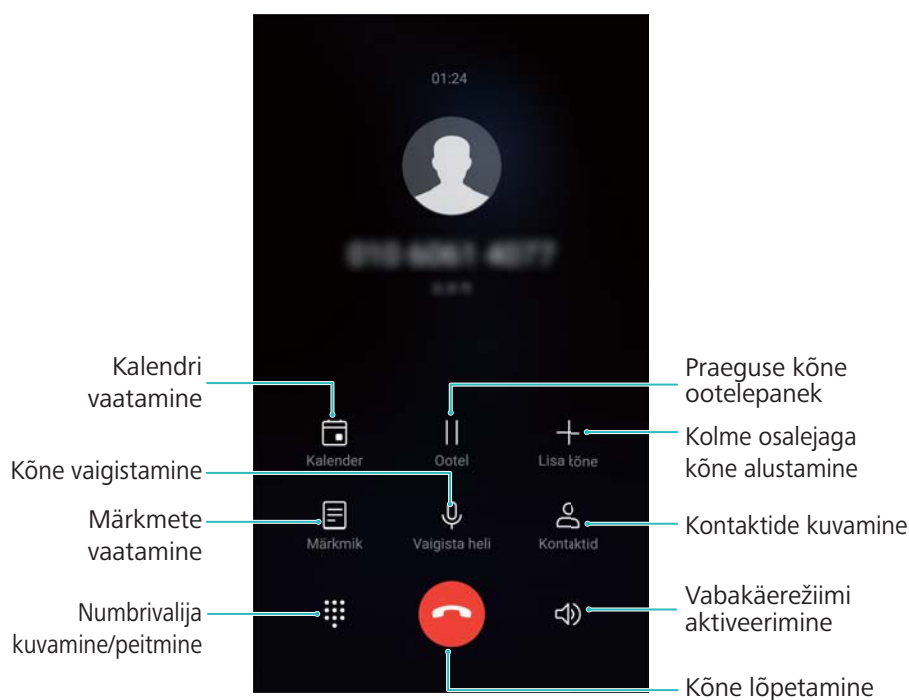 01:24
Kalendri
vaatamine
Praeguse kõne
ootelepanek
Kalender
Ootel
Lisa kõne
Kolme osalejaga
kõne alustamine
Kõne vaigistamine
Märkmete
vaatamine
Märkmik
Vaigista heli
Kontaktid
Kontaktide kuvamine
Numbrivalija
kuvamine/peitmine
Vabakäerežiimi
aktiveerimine
Kõne lõpetamine